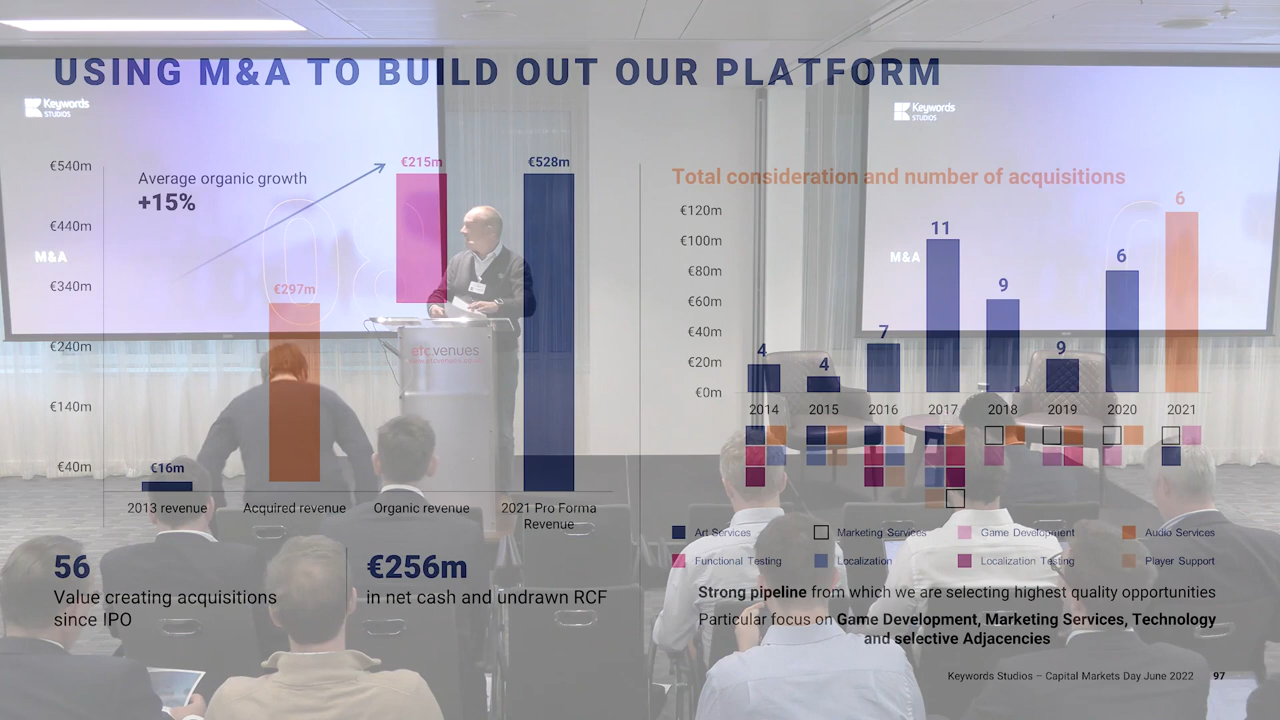 USING M&A TO BUILD OUT OUR PLATFORM
Keywords
STUDIOS
Keywords
STUDIOS
€540m
€440m
€340m
€240m
€140m
€40m
Average organic growth
+15%
M&A
€16m
€297m
€215m
€528m
2013 revenue
Acquired revenue
Organic revenue
2021 Pro Forma
Revenue
etc.venues
56
Value creating acquisitions
since IPO
€256m
in net cash and undrawn RCF
Total consideration and number of acquisitions
€120m
€100m
€80m
€60m
€40m
€20m
€0m
M&A
4
4
7
11
9
9
6
6
2014
2015
2016
2017
2018
2019
2020
2021
Art Services
Marketing Services
Game Development
Audio Services
Functional Testing
Localization
Localization Testing
Player Support
Strong pipeline from which we are selecting highest quality opportunities
Particular focus on Game Development, Marketing Services, Technology
and selective Adjacencies
Keywords Studios – Capital Markets Day June 2022
97